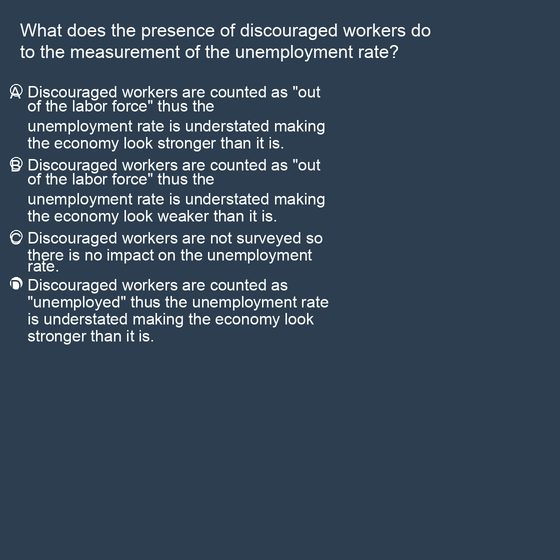 What does the presence of discouraged workers do
to the measurement of the unemployment rate?
A Discouraged workers are counted as "out
of the labor force" thus the
unemployment rate is understated making
the economy look stronger than it is.
B Discouraged workers are counted as "out
of the labor force" thus the
unemployment rate is understated making
the economy look weaker than it is.
C Discouraged workers are not surveyed so
there is no impact on the unemployment
rate.
D Discouraged workers are counted as
"unemployed" thus the unemployment rate
is understated making the economy look
stronger than it is.